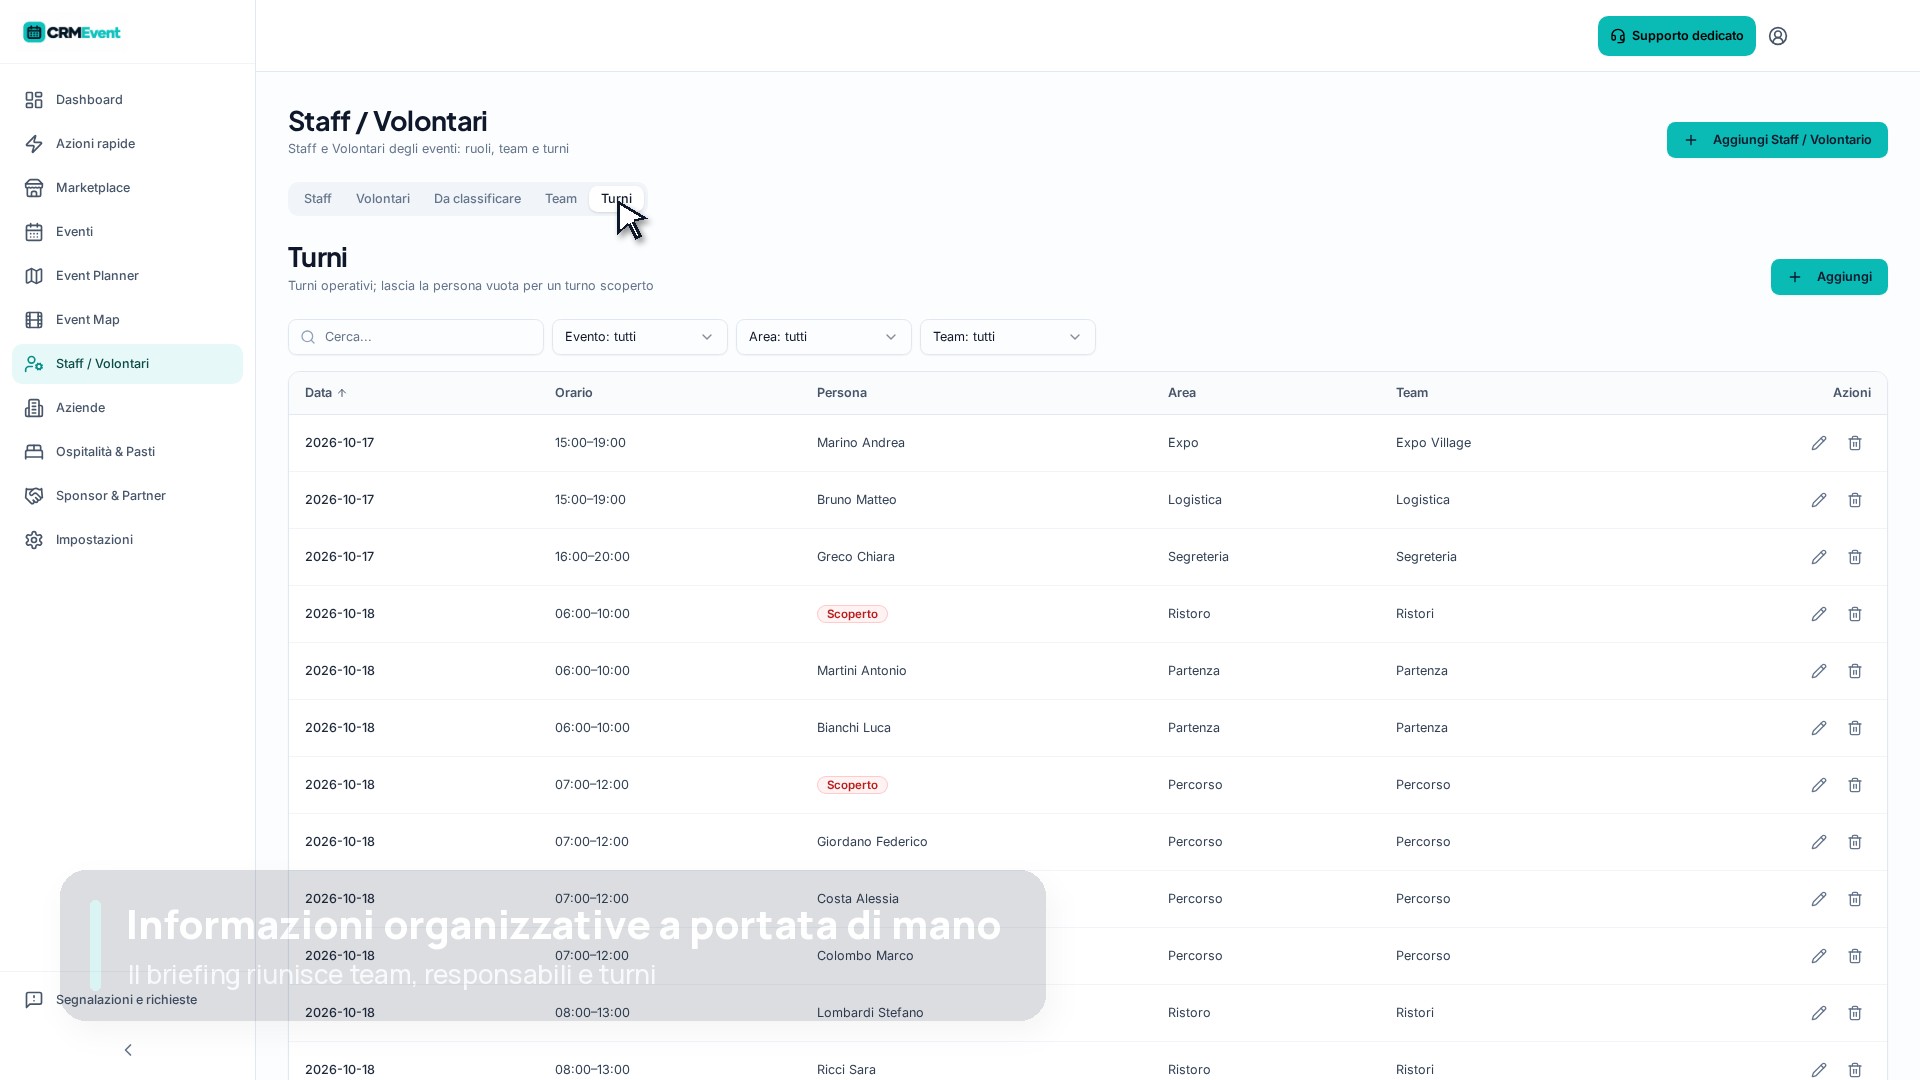 CRMEvent
Supporto dedicato
Dashboard
Azioni rapide
Marketplace
Eventi
Event Planner
Event Map
Staff / Volontari
Aziende
Ospitalità & Pasti
Sponsor & Partner
Impostazioni
Segnalazioni e richieste
Staff / Volontari
Staff e Volontari degli eventi: ruoli, team e turni
Aggiungi Staff / Volontario
Staff Volontari Da classificare Team Turni
Turni
Turni operativi; lascia la persona vuota per un turno scoperto
Aggiungi
Cerca... Evento: tutti Area: tutti Team: tutti
Data Orario Persona Area Team Azioni
2026-10-17 15:00–19:00 Marino Andrea Expo Expo Village
2026-10-17 15:00–19:00 Bruno Matteo Logistica Logistica
2026-10-17 16:00–20:00 Greco Chiara Segreteria Segreteria
2026-10-18 06:00–10:00 Scoperto Ristoro Ristori
2026-10-18 06:00–10:00 Martini Antonio Partenza Partenza
2026-10-18 06:00–10:00 Bianchi Luca Partenza Partenza
2026-10-18 07:00–12:00 Scoperto Percorso Percorso
2026-10-18 07:00–12:00 Giordano Federico Percorso Percorso
2026-10-18 07:00–12:00 Costa Alessia Percorso Percorso
2026-10-18 07:00–12:00 Colombo Marco Percorso Percorso
2026-10-18 08:00–13:00 Lombardi Stefano Ristoro Ristori
2026-10-18 08:00–13:00 Ricci Sara Ristoro Ristori
Informazioni organizzative a portata di mano
Il briefing riunisce team, responsabili e turni